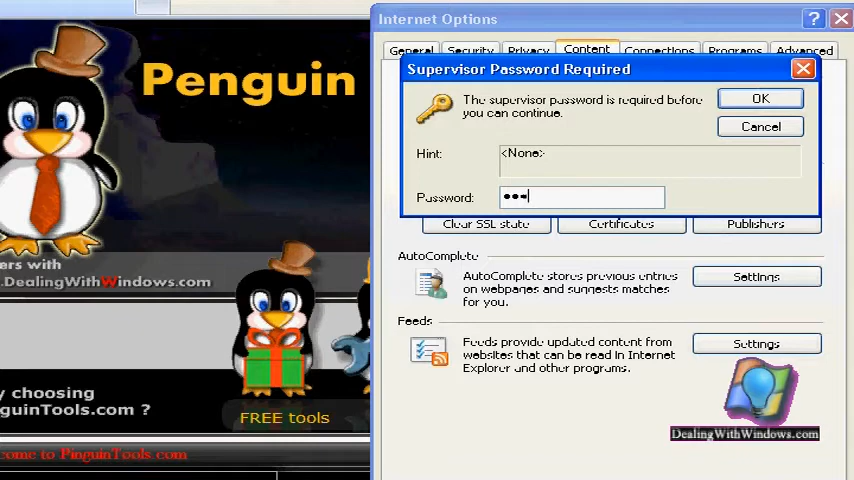 Penguin
ers with
.DealingWithWindows.com
y choosing
nguinTools.com ?
FREE tools
come to PinguinTools.com
Internet Options
General Security Privacy Content Connections Programs Advanced
Supervisor Password Required
The supervisor password is required before
you can continue.
OK
Cancel
Hint:
<None>
Password:
Clear SSL state
Certificates
Publishers
AutoComplete
AutoComplete stores previous entries
on webpages and suggests matches
for you.
Settings
Feeds
Feeds provide updated content from
websites that can be read in Internet
Explorer and other programs.
Settings
DealingWithWindows.com